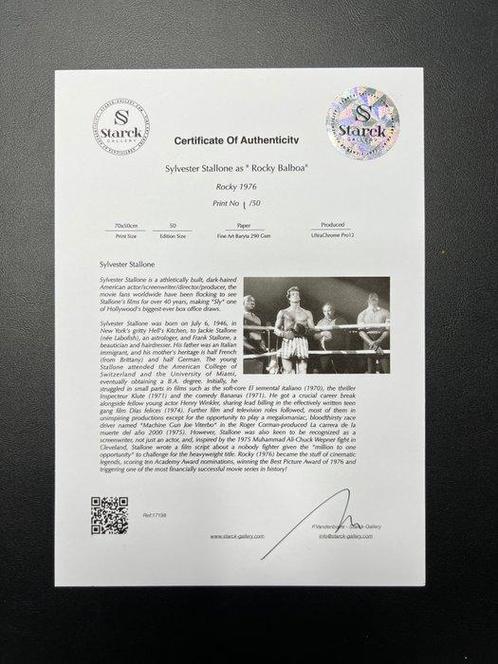 Starck
GALLERY
Starck
GALLERY
Certificate Of Authenticity
Sylvester Stallone as " Rocky Balboa"
Rocky 1976
Print No 1 /50
70x50cm 50 Paper Produced
Print Size Edition Size Fine Art Baryta 290 Gsm UltraChrome Pro12
Sylvester Stallone
Sylvester Stallone is a athletically built, dark-haired
American actor/screenwriter/director/producer, the
movie fans worldwide have been flocking to see
Stallone's films for over 40 years, making "Sly" one
of Hollywood's biggest-ever box office draws.
Sylvester Stallone was born on July 6, 1946, in
New York's gritty Hell's Kitchen, to Jackie Stallone
(née Labofish), an astrologer, and Frank Stallone, a
beautician and hairdresser. His father was an Italian
immigrant, and his mother's heritage is half French
(from Brittany) and half German. The young
Stallone attended the American College of
Switzerland and the University of Miami,
eventually obtaining a B.A. degree. Initially, he
struggled in small parts in films such as the soft-core El semental italiano (1970), the thriller
Inspecteur Klute (1971) and the comedy Bananas (1971). He got a crucial career break
alongside fellow young actor Henry Winkler, sharing lead billing in the effectively written teen
gang film Días felices (1974). Further film and television roles followed, most of them in
uninspiring productions except for the opportunity to play a megalomaniac, bloodthirsty race
driver named "Machine Gun Joe Viterbo" in the Roger Corman-produced La carrera de la
muerte del año 2000 (1975). However, Stallone was also keen to be recognized as a
screenwriter, not just an actor, and, inspired by the 1975 Muhammad Ali-Chuck Wepner fight in
Cleveland, Stallone wrote a film script about a nobody fighter given the "million to one
opportunity" to challenge for the heavyweight title. Rocky (1976) became the stuff of cinematic
legends, scoring ten Academy Award nominations, winning the Best Picture Award of 1976 and
triggering one of the most financially successful movie series in history!
Ref:17198
P.Vandenbosre - Starck-Gallery
www.starck-gallery.com info@starck-gallery.com